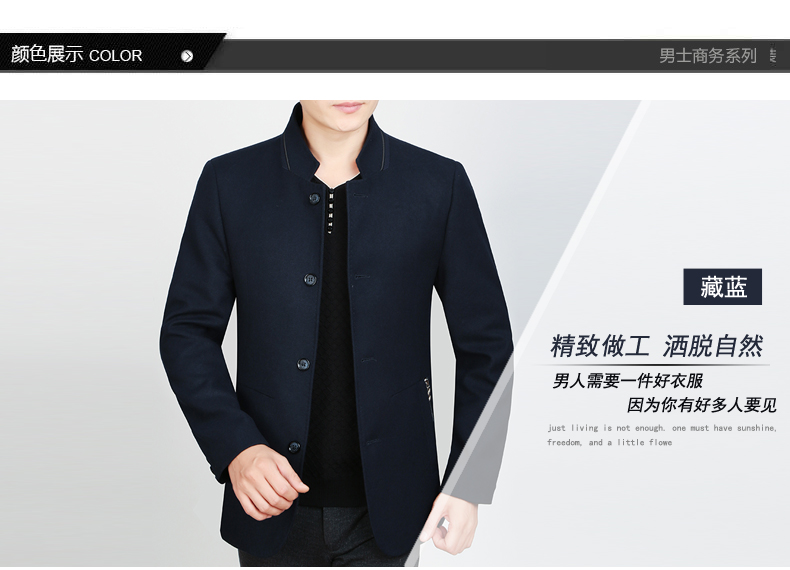 颜色展示 COLOR
男士商务系列
藏蓝
精致做工 洒脱自然
男人需要一件好衣服
因为你有好多人要见
just living is not enough. one must have sunshine,
freedom, and a little flowe